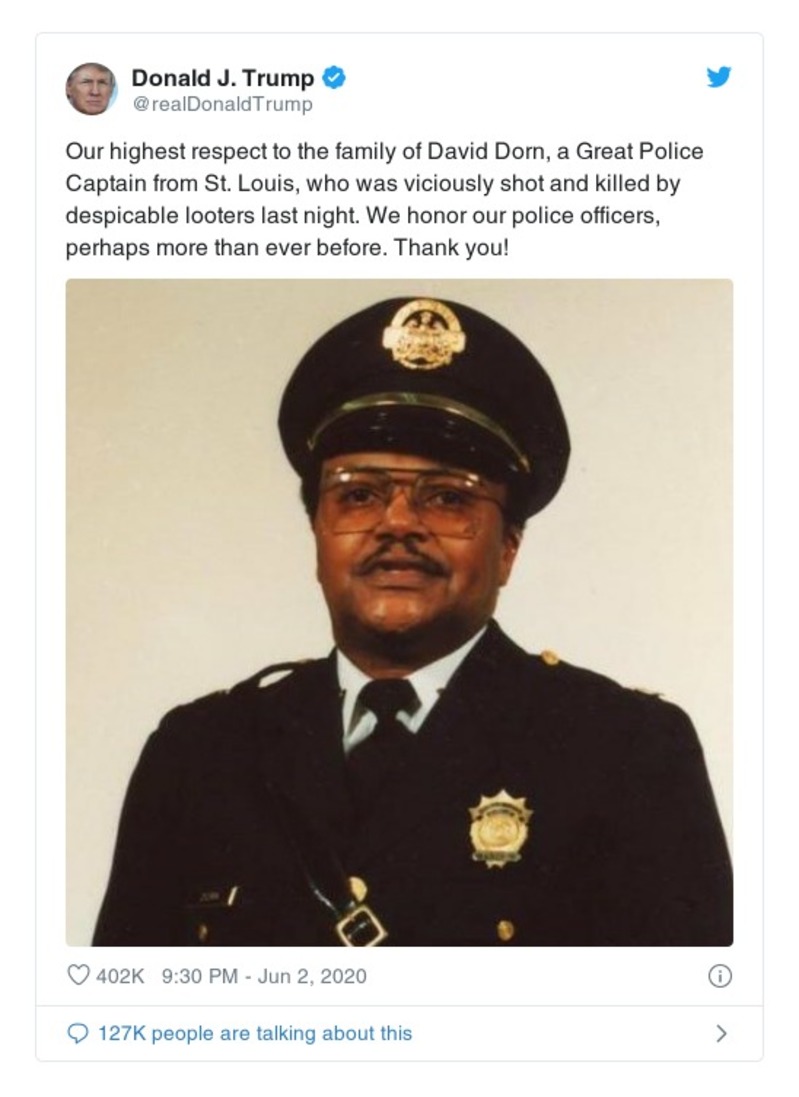 Donald J. Trump
@realDonaldTrump
Our highest respect to the family of David Dorn, a Great Police
Captain from St. Louis, who was viciously shot and killed by
despicable looters last night. We honor our police officers,
perhaps more than ever before. Thank you!
402K 9:30 PM - Jun 2, 2020
127K people are talking about this